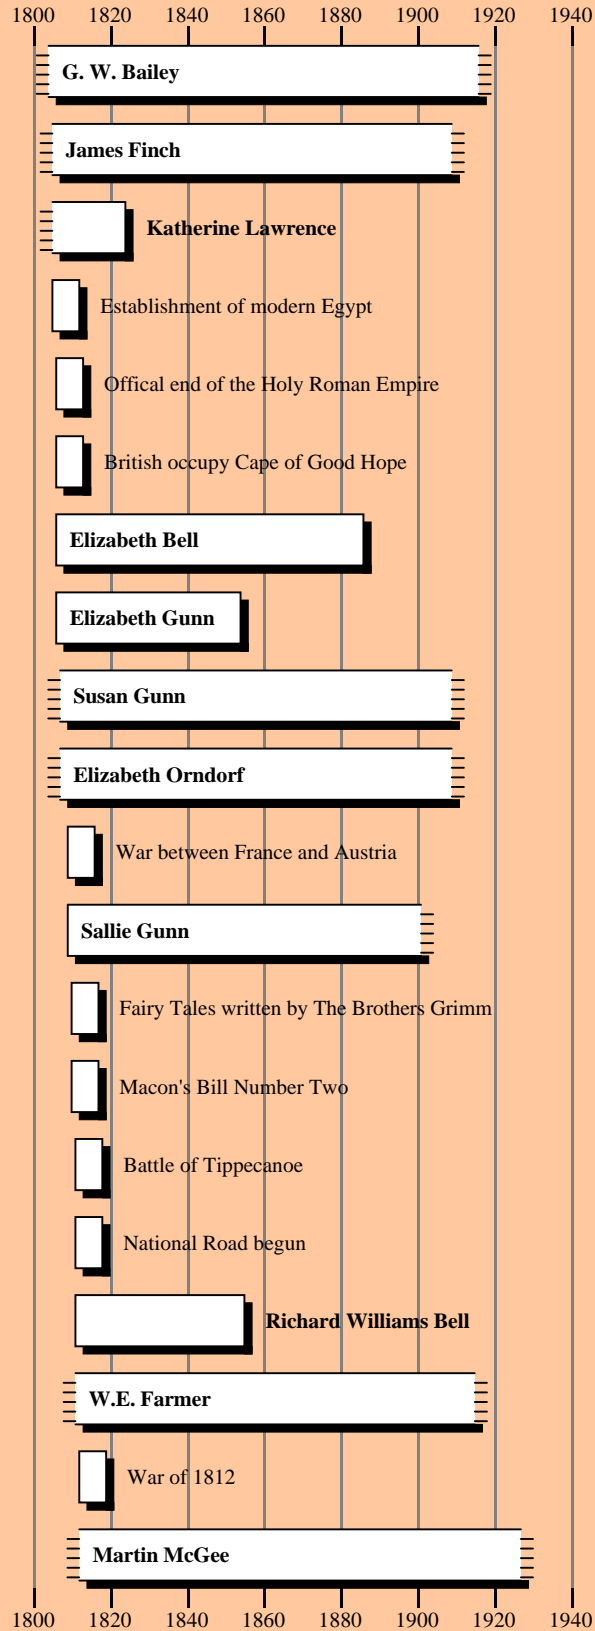 1800 1820 1840 1860 1880 1900 1920 1940
G. W. Bailey
James Finch
Katherine Lawrence
Establishment of modern Egypt
Offical end of the Holy Roman Empire
British occupy Cape of Good Hope
Elizabeth Bell
Elizabeth Gunn
Susan Gunn
Elizabeth Orndorf
War between France and Austria
Sallie Gunn
Fairy Tales written by The Brothers Grimm
Macon's Bill Number Two
Battle of Tippecanoe
National Road begun
Richard Williams Bell
W.E. Farmer
War of 1812
Martin McGee
1800 1820 1840 1860 1880 1900 1920 1940